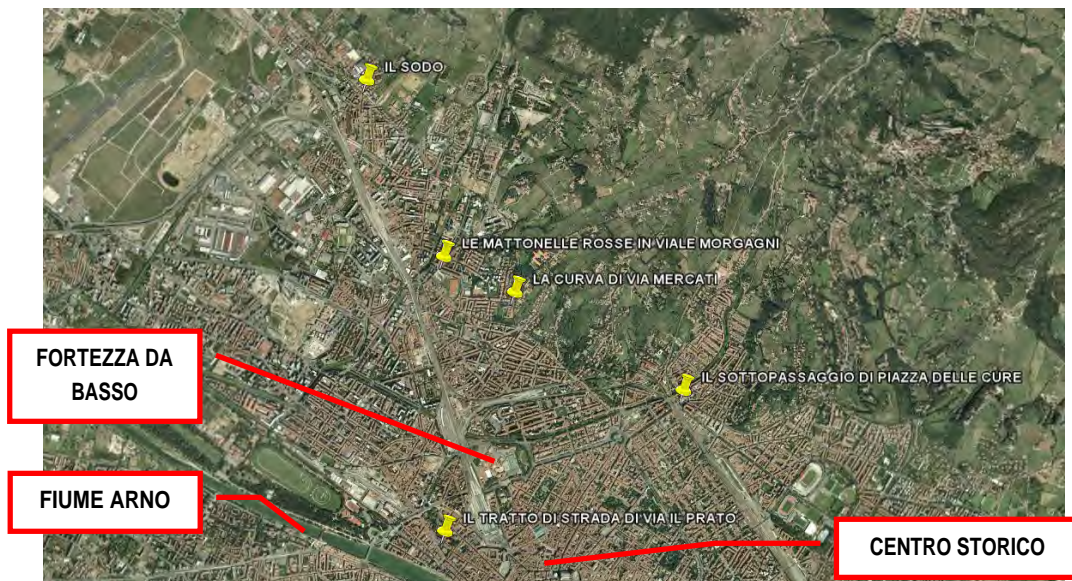 IL SODO
LE MATTONELLE ROSSE IN VIALE MORGAGNI
LA CURVA DI VIA MERCATI
FORTEZZA DA
BASSO
IL SOTTOPASSAGGIO DI PIAZZA DELLE CURE
FIUME ARNO
IL TRATTO DI STRADA DI VIA IL PRATO
CENTRO STORICO